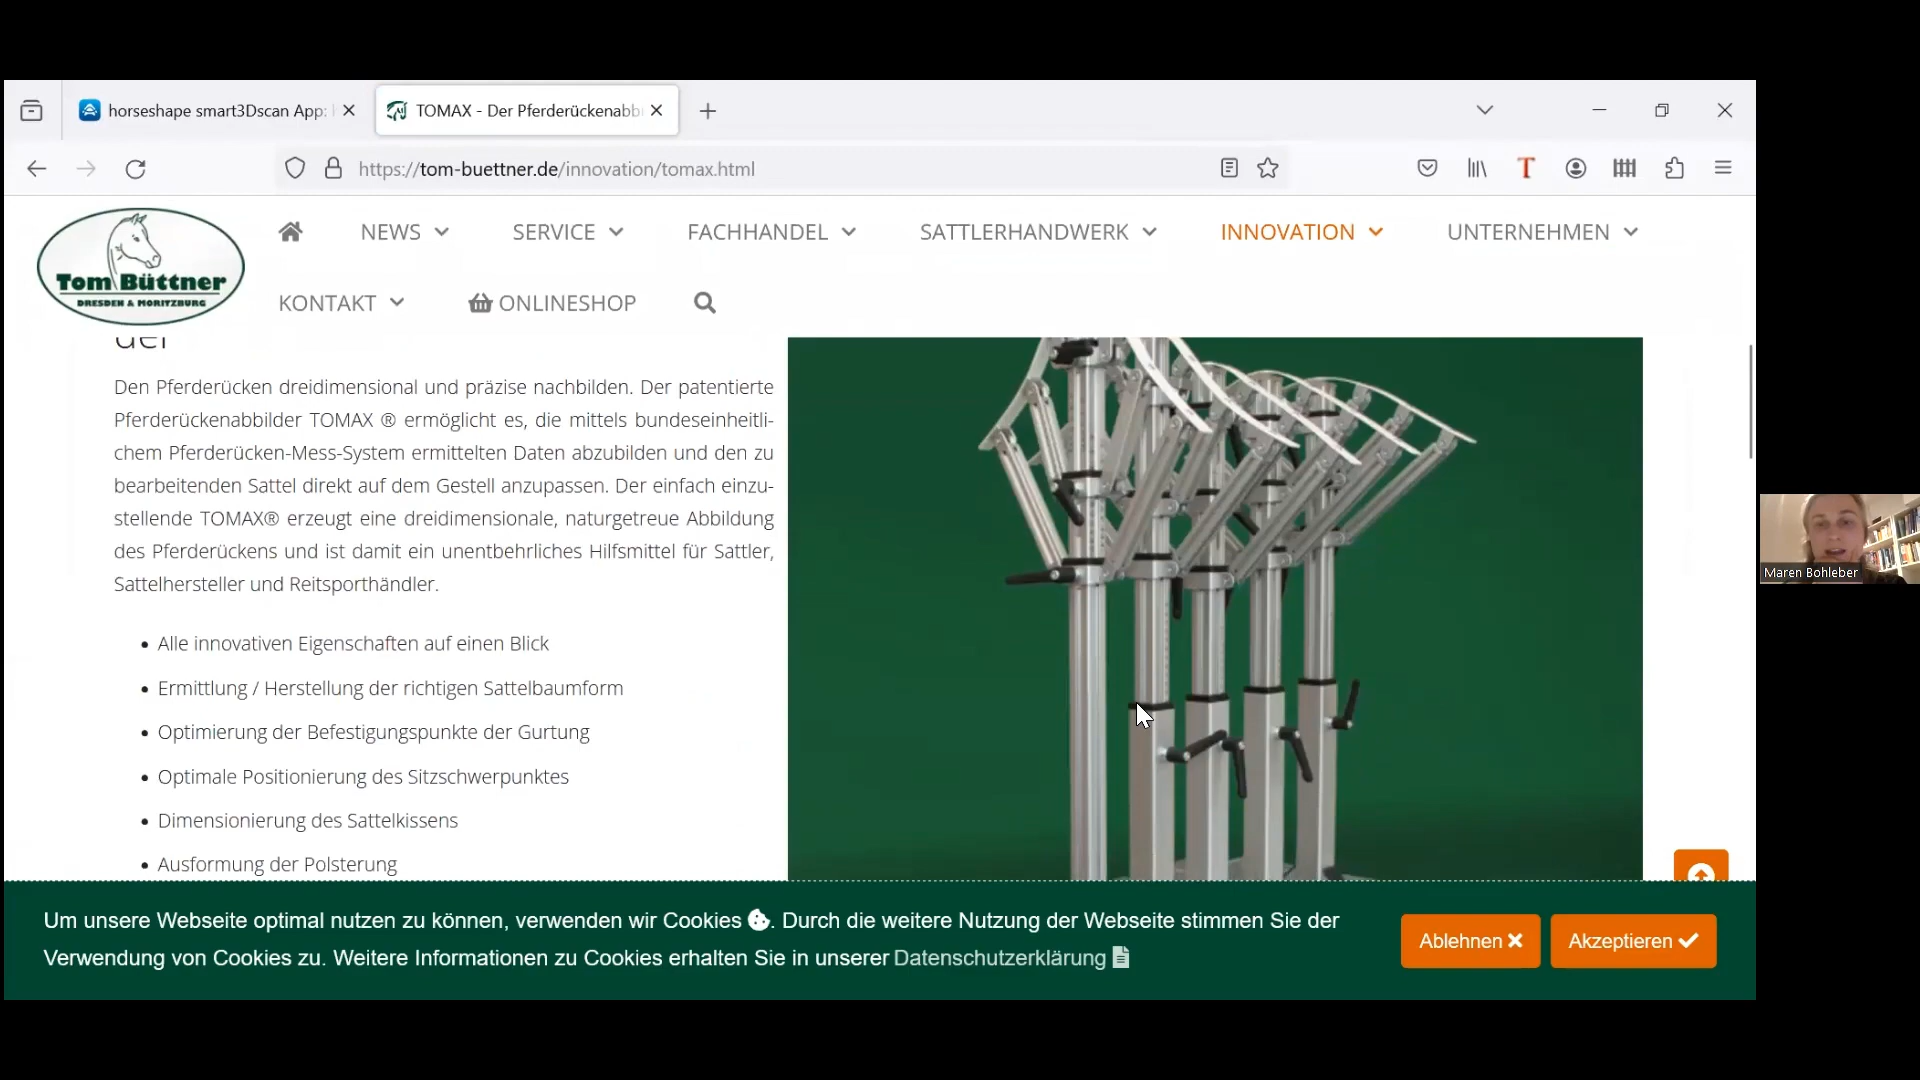 horseshape smart3Dscan App:
TOMAX - Der Pferderückenabb
https://tom-buettner.de/innovation/tomax.html
Tom Büttner
DRESDEN & MORITZBURG
NEWS
SERVICE
FACHHANDEL
SATTLERHANDWERK
INNOVATION
UNTERNEHMEN
KONTAKT
ONLINESHOP
der
Den Pferderücken dreidimensional und präzise nachbilden. Der patentierte
Pferderückenabbilder TOMAX ® ermöglicht es, die mittels bundeseinheitli-
chem Pferderücken-Mess-System ermittelten Daten abzubilden und den zu
bearbeitenden Sattel direkt auf dem Gestell anzupassen. Der einfach einzu-
stellende TOMAX® erzeugt eine dreidimensionale, naturgetreue Abbildung
des Pferderückens und ist damit ein unentbehrliches Hilfsmittel für Sattler,
Sattelhersteller und Reitsporthändler.
• Alle innovativen Eigenschaften auf einen Blick
• Ermittlung / Herstellung der richtigen Sattelbaumform
• Optimierung der Befestigungspunkte der Gurtung
• Optimale Positionierung des Sitzschwerpunktes
• Dimensionierung des Sattelkissens
• Ausformung der Polsterung
Maren Bohleber
Um unsere Webseite optimal nutzen zu können, verwenden wir Cookies. Durch die weitere Nutzung der Webseite stimmen Sie der
Verwendung von Cookies zu. Weitere Informationen zu Cookies erhalten Sie in unserer Datenschutzerklärung
Ablehnen
Akzeptieren